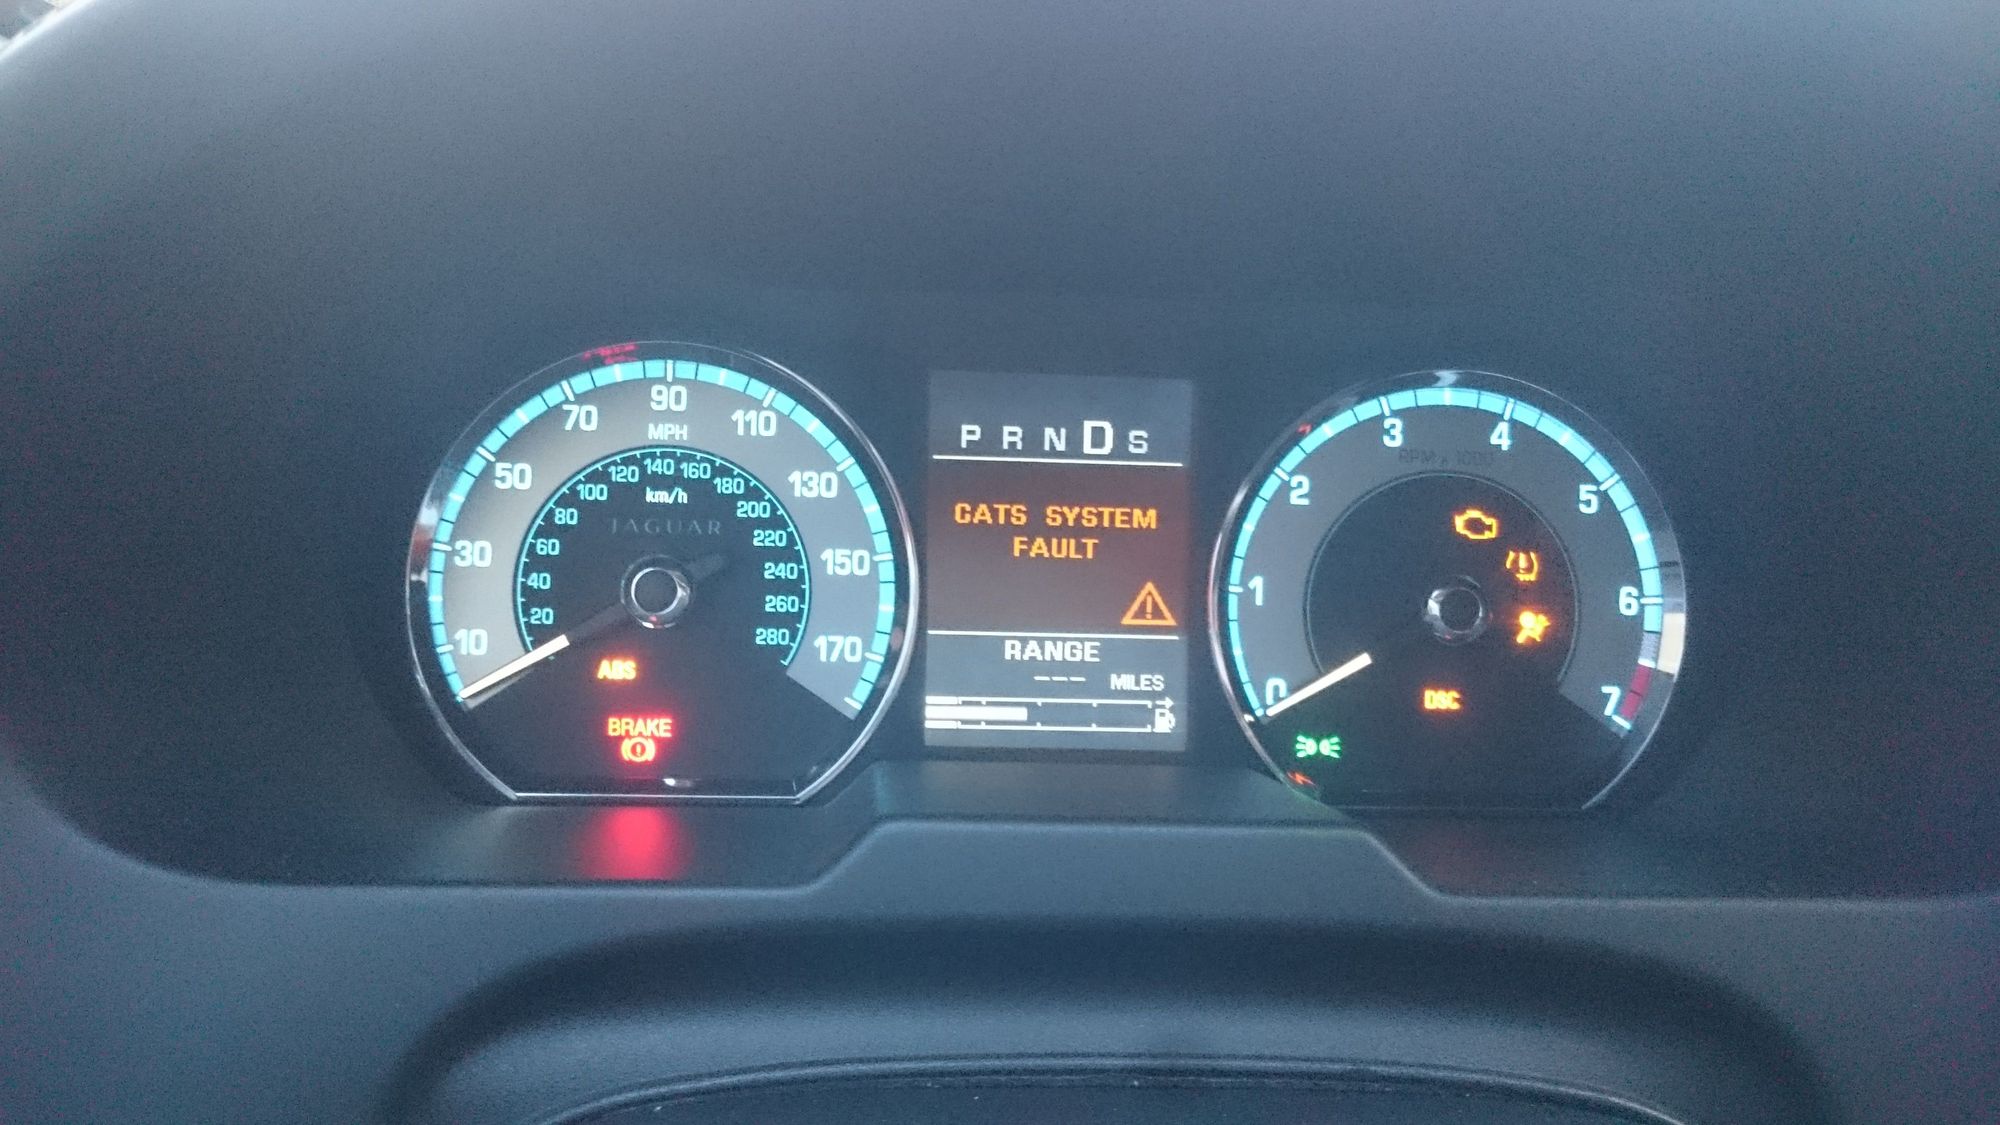 90
70
110
MPH
50
130
30
150
10
170
140
120
160
100
180
km/h
80
200
60
220
40
240
20
260
280
JAGUAR
ABS
BRAKE
P R N D S
CATS SYSTEM
FAULT
RANGE
--- MILES
3
4
RPM x 1000
2
5
1
6
0
7
DSC